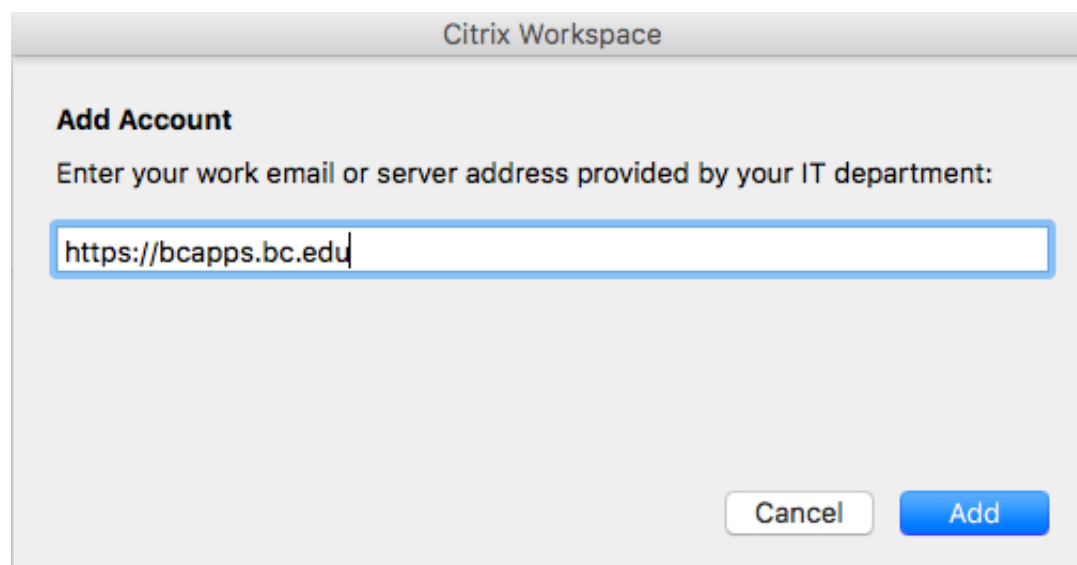 Citrix Workspace
Add Account
Enter your work email or server address provided by your IT department:
https://bcapps.bc.edu
Cancel Add